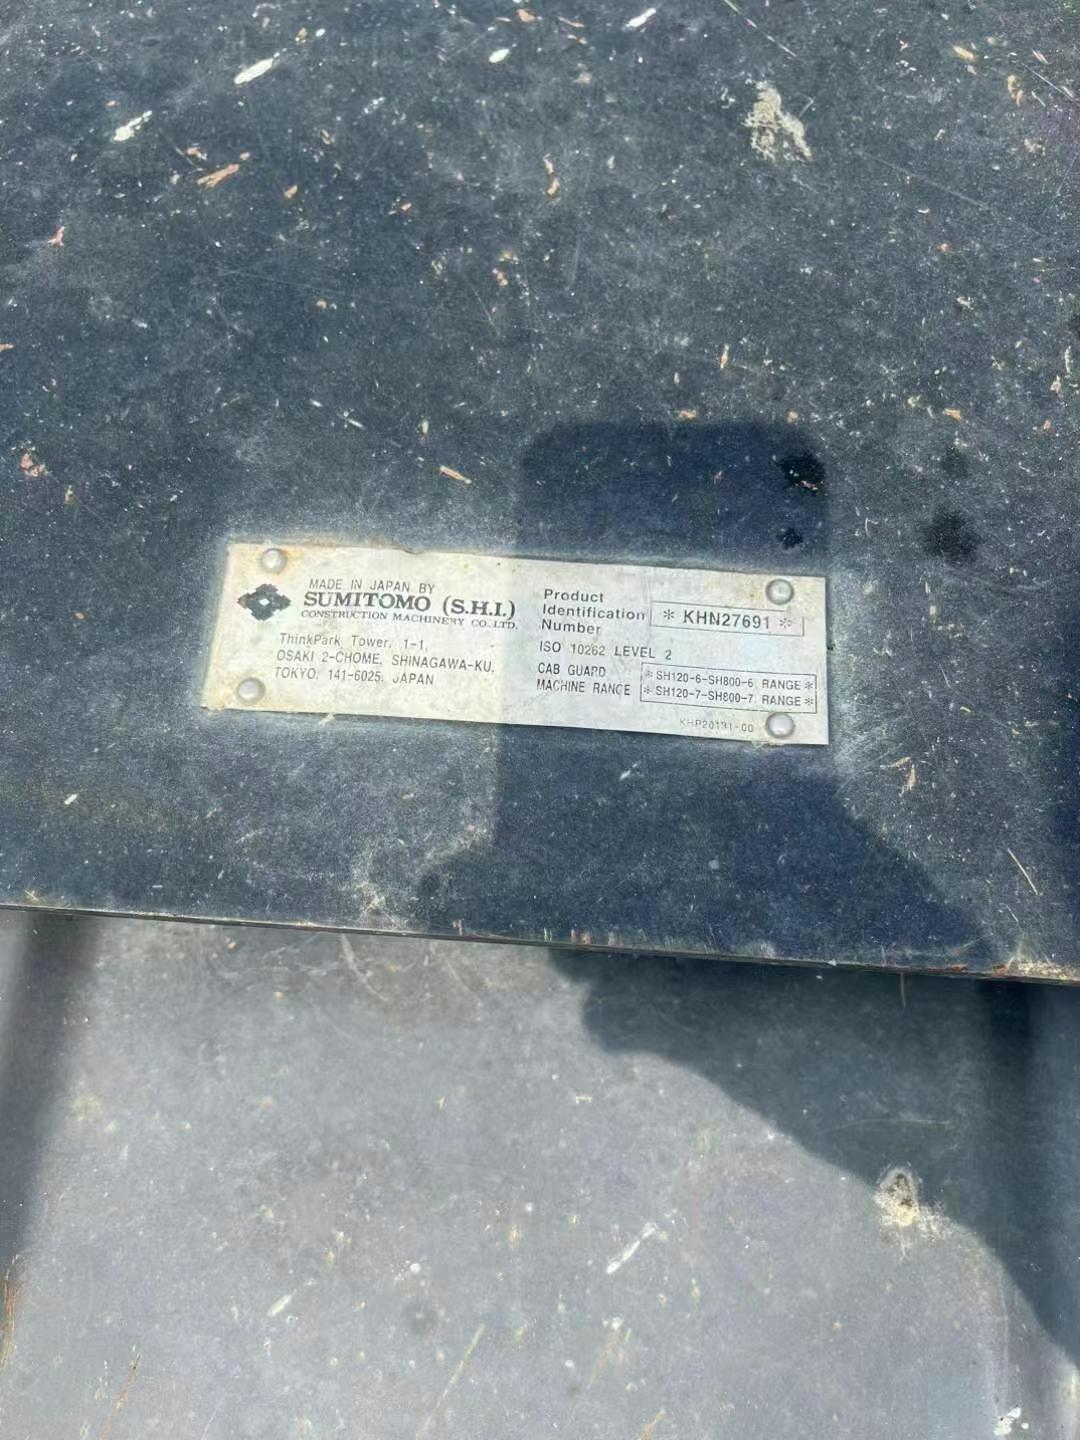 MADE IN JAPAN BY
SUMITOMO (S.H.I.)
CONSTRUCTION MACHINERY CO.,LTD.
ThinkPark Tower, 1-1,
OSAKI 2-CHOME, SHINAGAWA-KU,
TOKYO, 141-6025, JAPAN
Product
Identification
Number
* KHN27691 *
ISO 10262 LEVEL 2
CAB GUARD
MACHINE RANGE
* SH120-6-SH800-6 RANGE *
* SH120-7-SH800-7 RANGE *